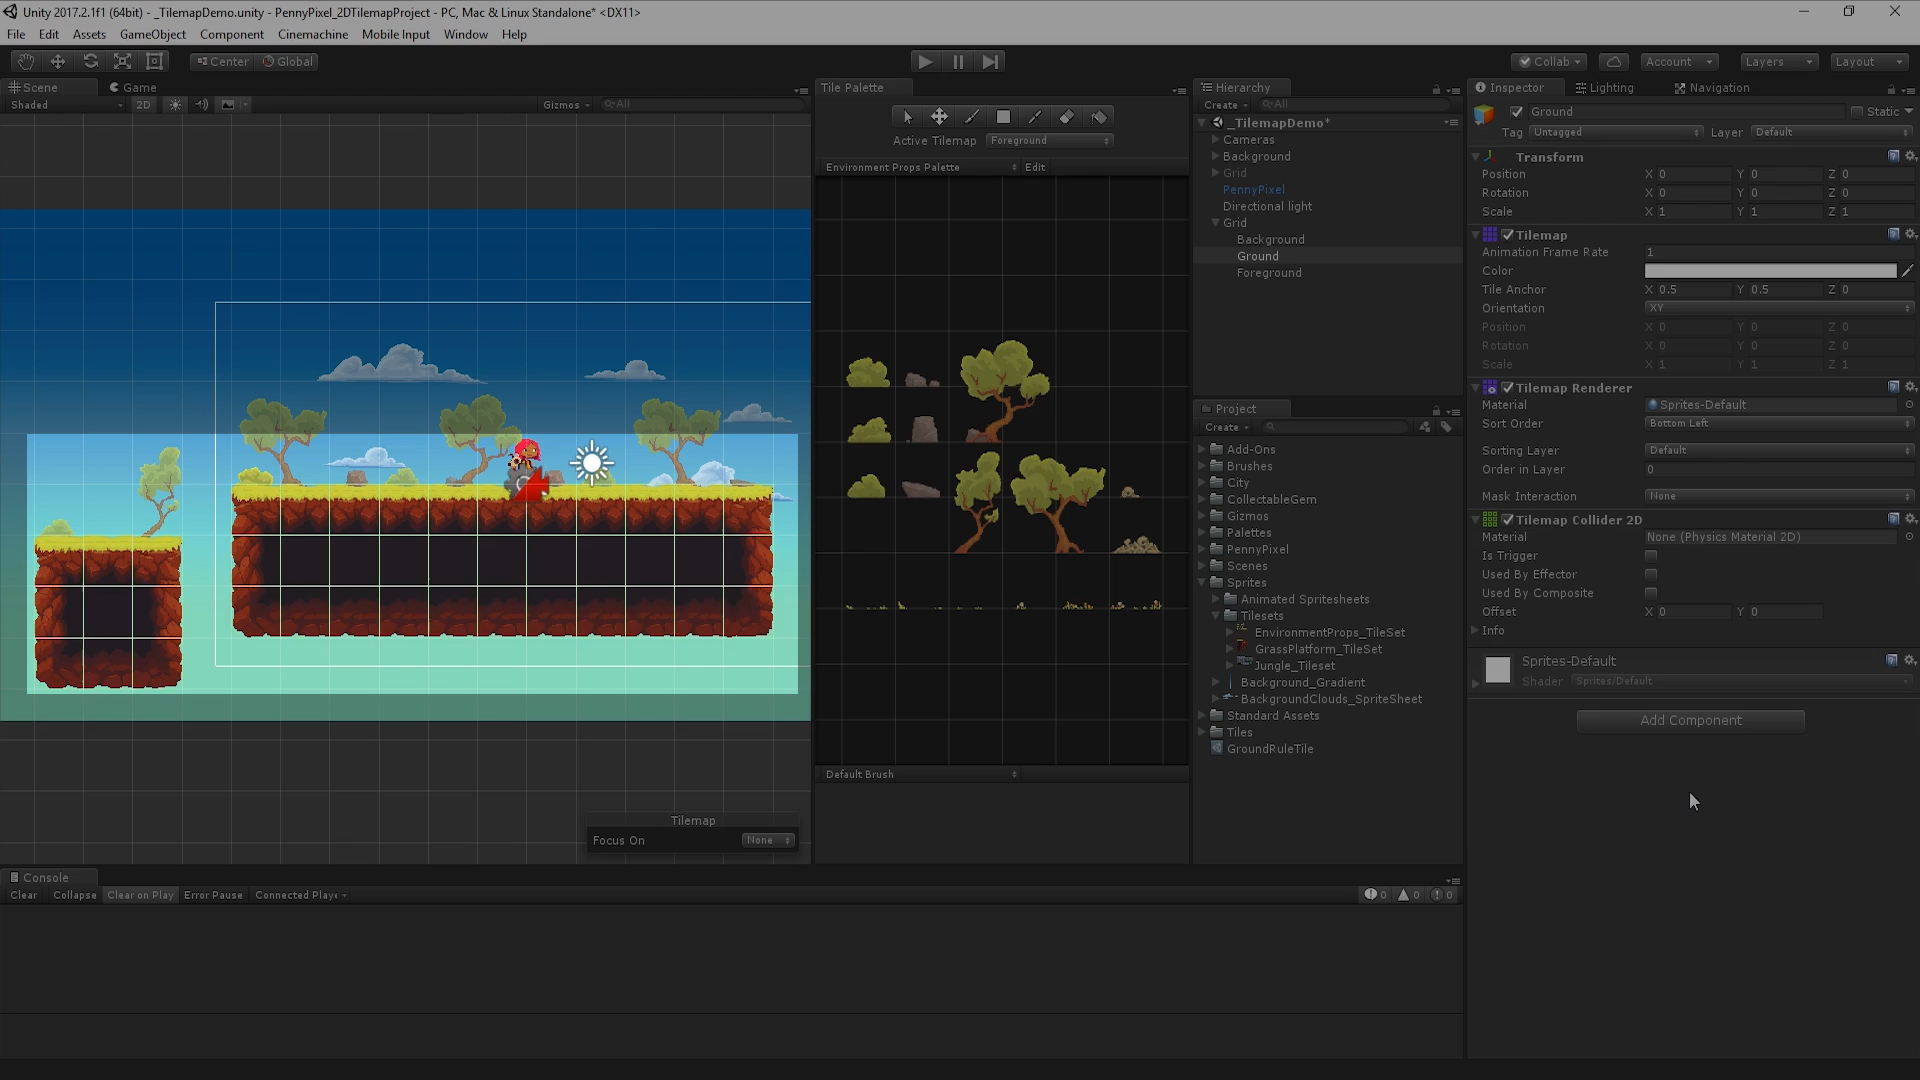 Unity 2017.2.1f1 (64bit) - _TilemapDemo.unity - PennyPixel_2DTilemapProject - PC, Mac & Linux Standalone* <DX11>
File Edit Assets GameObject Component Cinemachine Mobile Input Window Help
Center Global
Collab Account Layers Layout
Scene Game
Shaded 2D Gizmos All
Tile Palette
Active Tilemap Foreground
Environment Props Palette Edit
Default Brush
Tilemap
Focus On None
Hierarchy
Create All
_TilemapDemo*
Cameras
Background
Grid
PennyPixel
Directional light
Grid
Background
Ground
Foreground
Project
Create
Add-Ons
Brushes
City
CollectableGem
Gizmos
Palettes
PennyPixel
Scenes
Sprites
Animated Spritesheets
Tilesets
EnvironmentProps_TileSet
GrassPlatform_TileSet
Jungle_Tileset
Background_Gradient
BackgroundClouds_SpriteSheet
Standard Assets
Tiles
GroundRuleTile
Inspector Lighting Navigation
Ground Static
Tag Untagged Layer Default
Transform
Position X 0 Y 0 Z 0
Rotation X 0 Y 0 Z 0
Scale X 1 Y 1 Z 1
Tilemap
Animation Frame Rate 1
Color
Tile Anchor X 0.5 Y 0.5 Z 0
Orientation XY
Position X 0 Y 0 Z 0
Rotation X 0 Y 0 Z 0
Scale X 1 Y 1 Z 1
Tilemap Renderer
Material Sprites-Default
Sort Order Bottom Left
Sorting Layer Default
Order in Layer 0
Mask Interaction None
Tilemap Collider 2D
Material None (Physics Material 2D)
Is Trigger
Used By Effector
Used By Composite
Offset X 0 Y 0
Info
Sprites-Default
Shader Sprites/Default
Add Component
Console
Clear Collapse Clear on Play Error Pause Connected Playe
0 0 0